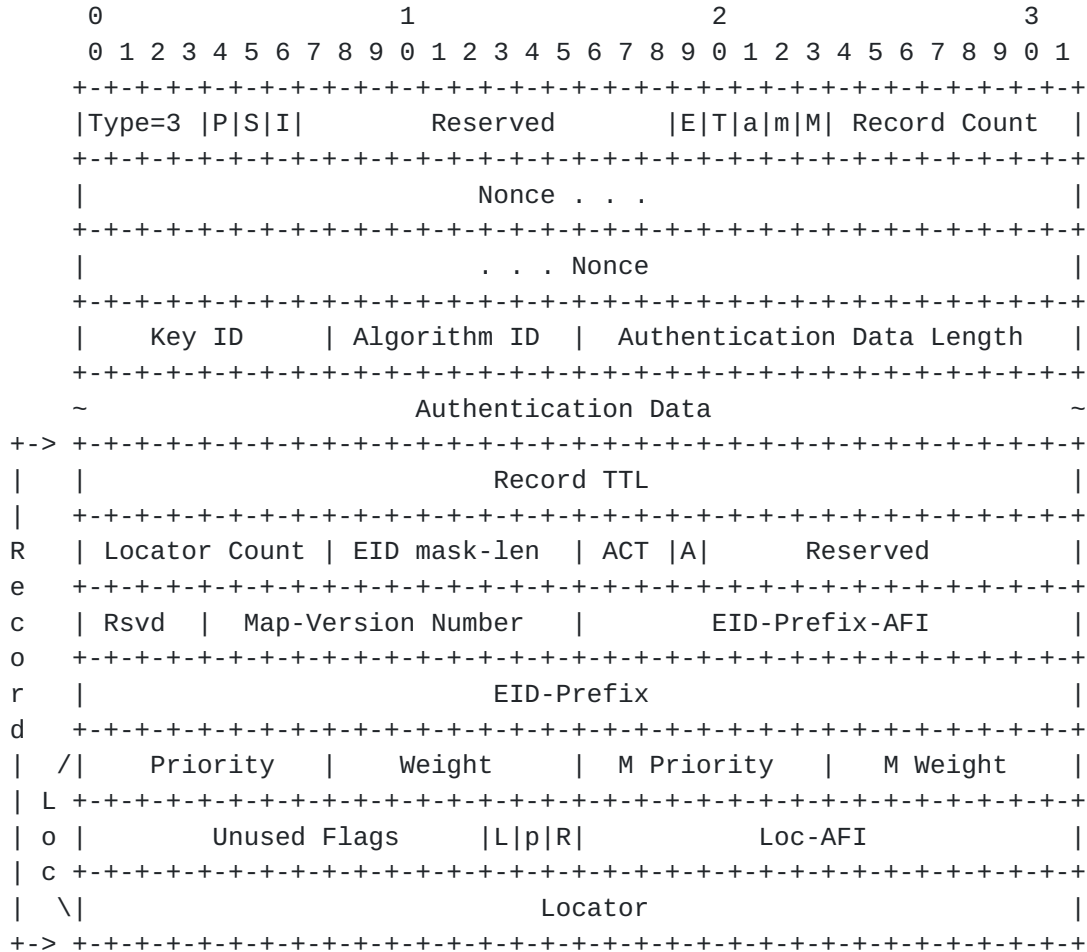 0                   1                   2                   3
        0 1 2 3 4 5 6 7 8 9 0 1 2 3 4 5 6 7 8 9 0 1 2 3 4 5 6 7 8 9 0 1
       +-+-+-+-+-+-+-+-+-+-+-+-+-+-+-+-+-+-+-+-+-+-+-+-+-+-+-+-+-+-+-+-+
       |Type=3 |P|S|I|        Reserved       |E|T|a|m|M| Record Count  |
       +-+-+-+-+-+-+-+-+-+-+-+-+-+-+-+-+-+-+-+-+-+-+-+-+-+-+-+-+-+-+-+-+
       |                         Nonce . . .                           |
       +-+-+-+-+-+-+-+-+-+-+-+-+-+-+-+-+-+-+-+-+-+-+-+-+-+-+-+-+-+-+-+-+
       |                         . . . Nonce                           |
       +-+-+-+-+-+-+-+-+-+-+-+-+-+-+-+-+-+-+-+-+-+-+-+-+-+-+-+-+-+-+-+-+
       |    Key ID     | Algorithm ID  |  Authentication Data Length   |
       +-+-+-+-+-+-+-+-+-+-+-+-+-+-+-+-+-+-+-+-+-+-+-+-+-+-+-+-+-+-+-+-+
       ~                     Authentication Data                       ~
   +-> +-+-+-+-+-+-+-+-+-+-+-+-+-+-+-+-+-+-+-+-+-+-+-+-+-+-+-+-+-+-+-+-+
   |   |                          Record TTL                           |
   |   +-+-+-+-+-+-+-+-+-+-+-+-+-+-+-+-+-+-+-+-+-+-+-+-+-+-+-+-+-+-+-+-+
   R   | Locator Count | EID mask-len  | ACT |A|      Reserved         |
   e   +-+-+-+-+-+-+-+-+-+-+-+-+-+-+-+-+-+-+-+-+-+-+-+-+-+-+-+-+-+-+-+-+
   c   | Rsvd  |  Map-Version Number   |        EID-Prefix-AFI         |
   o   +-+-+-+-+-+-+-+-+-+-+-+-+-+-+-+-+-+-+-+-+-+-+-+-+-+-+-+-+-+-+-+-+
   r   |                          EID-Prefix                           |
   d   +-+-+-+-+-+-+-+-+-+-+-+-+-+-+-+-+-+-+-+-+-+-+-+-+-+-+-+-+-+-+-+-+
   |  /|    Priority   |    Weight     |  M Priority   |   M Weight    |
   | L +-+-+-+-+-+-+-+-+-+-+-+-+-+-+-+-+-+-+-+-+-+-+-+-+-+-+-+-+-+-+-+-+
   | o |        Unused Flags     |L|p|R|           Loc-AFI             |
   | c +-+-+-+-+-+-+-+-+-+-+-+-+-+-+-+-+-+-+-+-+-+-+-+-+-+-+-+-+-+-+-+-+
   |  \|                             Locator                           |
   +-> +-+-+-+-+-+-+-+-+-+-+-+-+-+-+-+-+-+-+-+-+-+-+-+-+-+-+-+-+-+-+-+-+